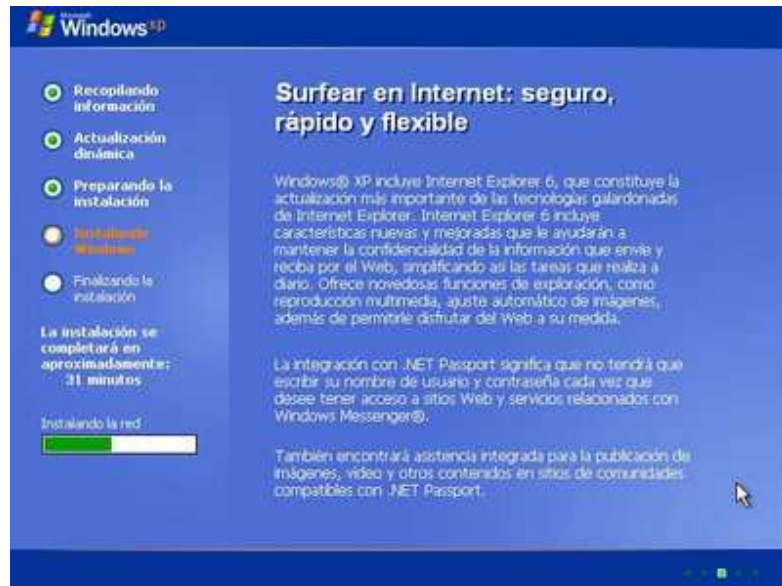 Microsoft
Windows xp
Recopilando
información
Actualización
dinámica
Preparando la
instalación
Instalando
Windows
Finalizando la
instalación
La instalación se
completará en
aproximadamente:
31 minutos
Instalando la red
Surfear en Internet: seguro,
rápido y flexible
Windows® XP incluye Internet Explorer 6, que constituye la
actualización más importante de las tecnologías galardonadas
de Internet Explorer. Internet Explorer 6 incluye
características nuevas y mejoradas que le ayudarán a
mantener la confidencialidad de la información que envíe y
reciba por el Web, simplificando así las tareas que realiza a
diario. Ofrece novedosas funciones de exploración, como
reproducción multimedia, ajuste automático de imágenes,
además de permitirle disfrutar del Web a su medida.
La integración con .NET Passport significa que no tendrá que
escribir su nombre de usuario y contraseña cada vez que
desee tener acceso a sitios Web y servicios relacionados con
Windows Messenger®.
También encontrará asistencia integrada para la publicación de
imágenes, vídeo y otros contenidos en sitios de comunidades
compatibles con .NET Passport.